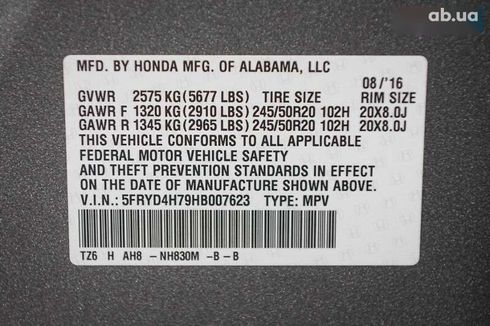 ab.ua
MFD. BY HONDA MFG. OF ALABAMA, LLC
08/'16
GVWR 2575 KG(5677 LBS) TIRE SIZE RIM SIZE
GAWR F 1320 KG(2910 LBS) 245/50R20 102H 20X8.0J
GAWR R 1345 KG(2965 LBS) 245/50R20 102H 20X8.0J
THIS VEHICLE CONFORMS TO ALL APPLICABLE
FEDERAL MOTOR VEHICLE SAFETY
AND THEFT PREVENTION STANDARDS IN EFFECT
ON THE DATE OF MANUFACTURE SHOWN ABOVE.
V.I.N.: 5FRYD4H79HB007623 TYPE: MPV
TZ6 H AH8 - NH830M -B - B